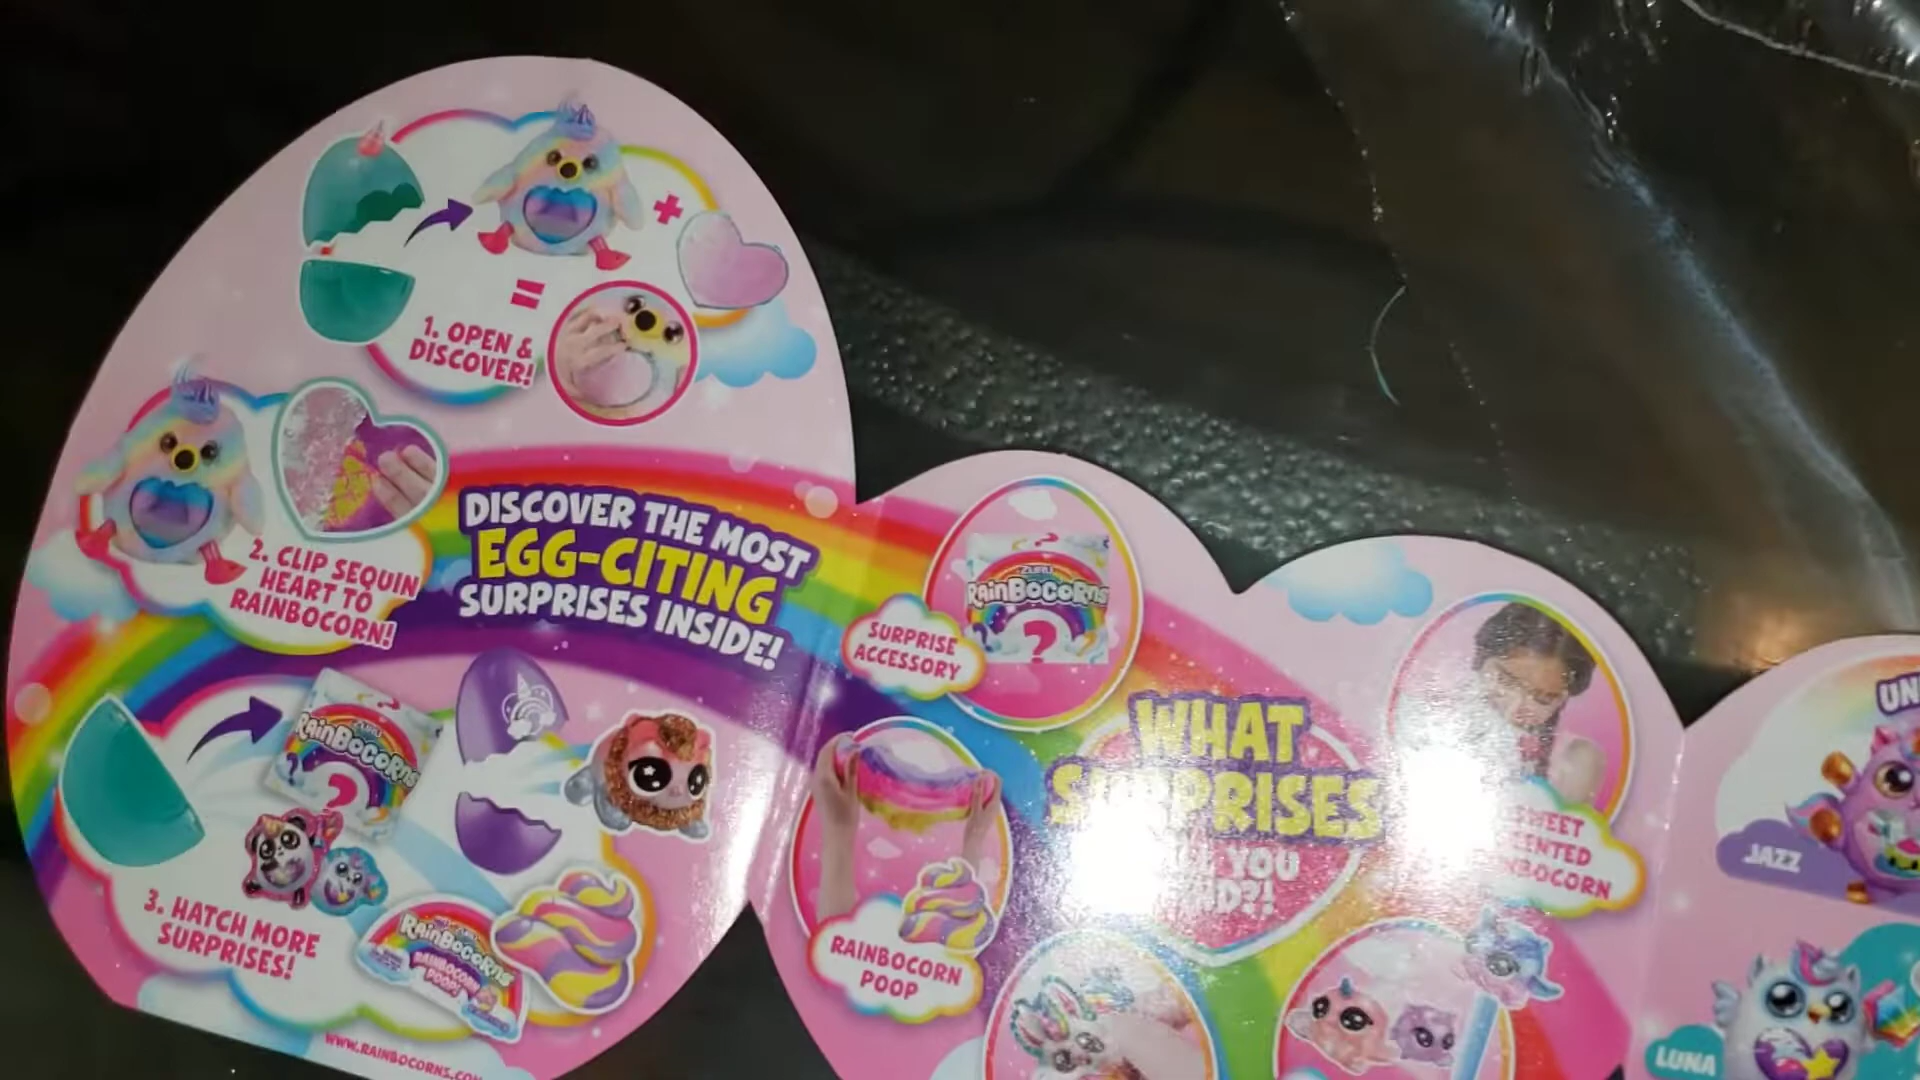 1. OPEN &
DISCOVER!
2. CLIP SEQUIN
HEART TO
RAINBOCORN!
DISCOVER THE MOST
EGG-CITING
SURPRISES INSIDE!
ZURU
RAINBOCORNS
?
3. HATCH MORE
SURPRISES!
RAINBOCORNS
RAINBOCORN
POOP!
WWW.RAINBOCORNS.COM
ZURU
RAINBOCORNS
?
SURPRISE
ACCESSORY
RAINBOCORN
POOP
WHAT
SURPRISES
YOU
SWEET
SCENTED
JAZZ
LUNA